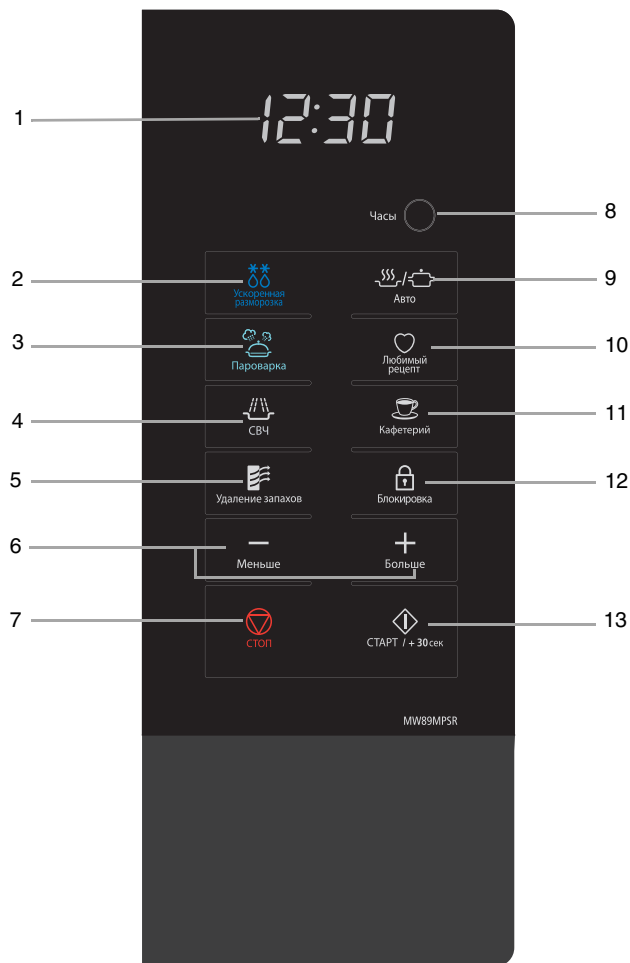 1
12:30
Часы
8
2
Ускоренная
разморозка
Авто
9
3
Пароварка
Любимый
рецепт
10
4
СВЧ
Кафетерий
11
5
Удаление запахов
Блокировка
12
6
Меньше
Больше
7
СТОП
СТАРТ / + 30 сек
13
MW89MPSR